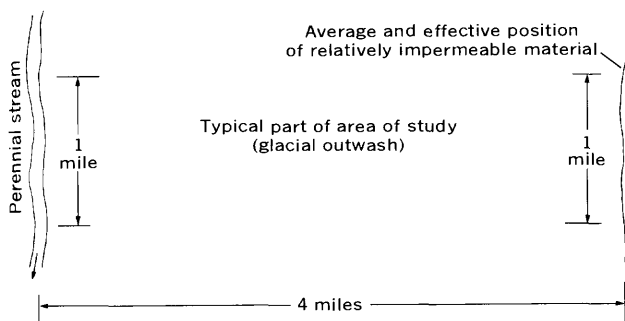 Average and effective position
of relatively impermeable material
Perennial stream
1
mile
Typical part of area of study
(glacial outwash)
1
mile
4 miles